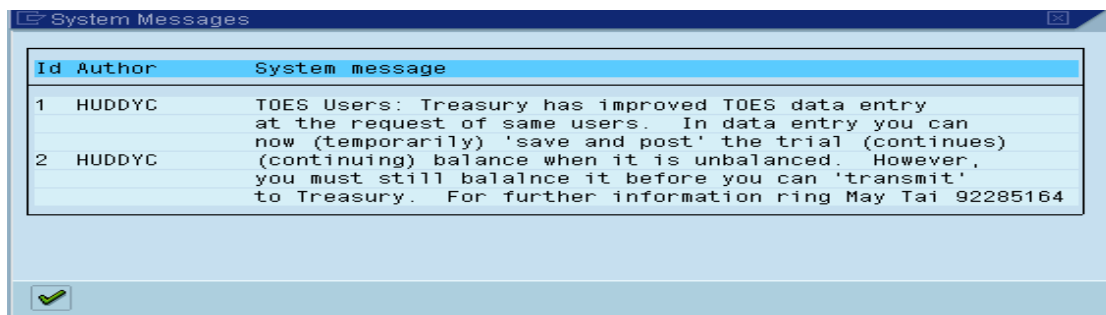 System Messages
Id Author System message
1 HUDDYC TOES Users: Treasury has improved TOES data entry
at the request of same users. In data entry you can
now (temporarily) 'save and post' the trial (continues)
2 HUDDYC (continuing) balance when it is unbalanced. However,
you must still balalnce it before you can 'transmit'
to Treasury. For further information ring May Tai 92285164